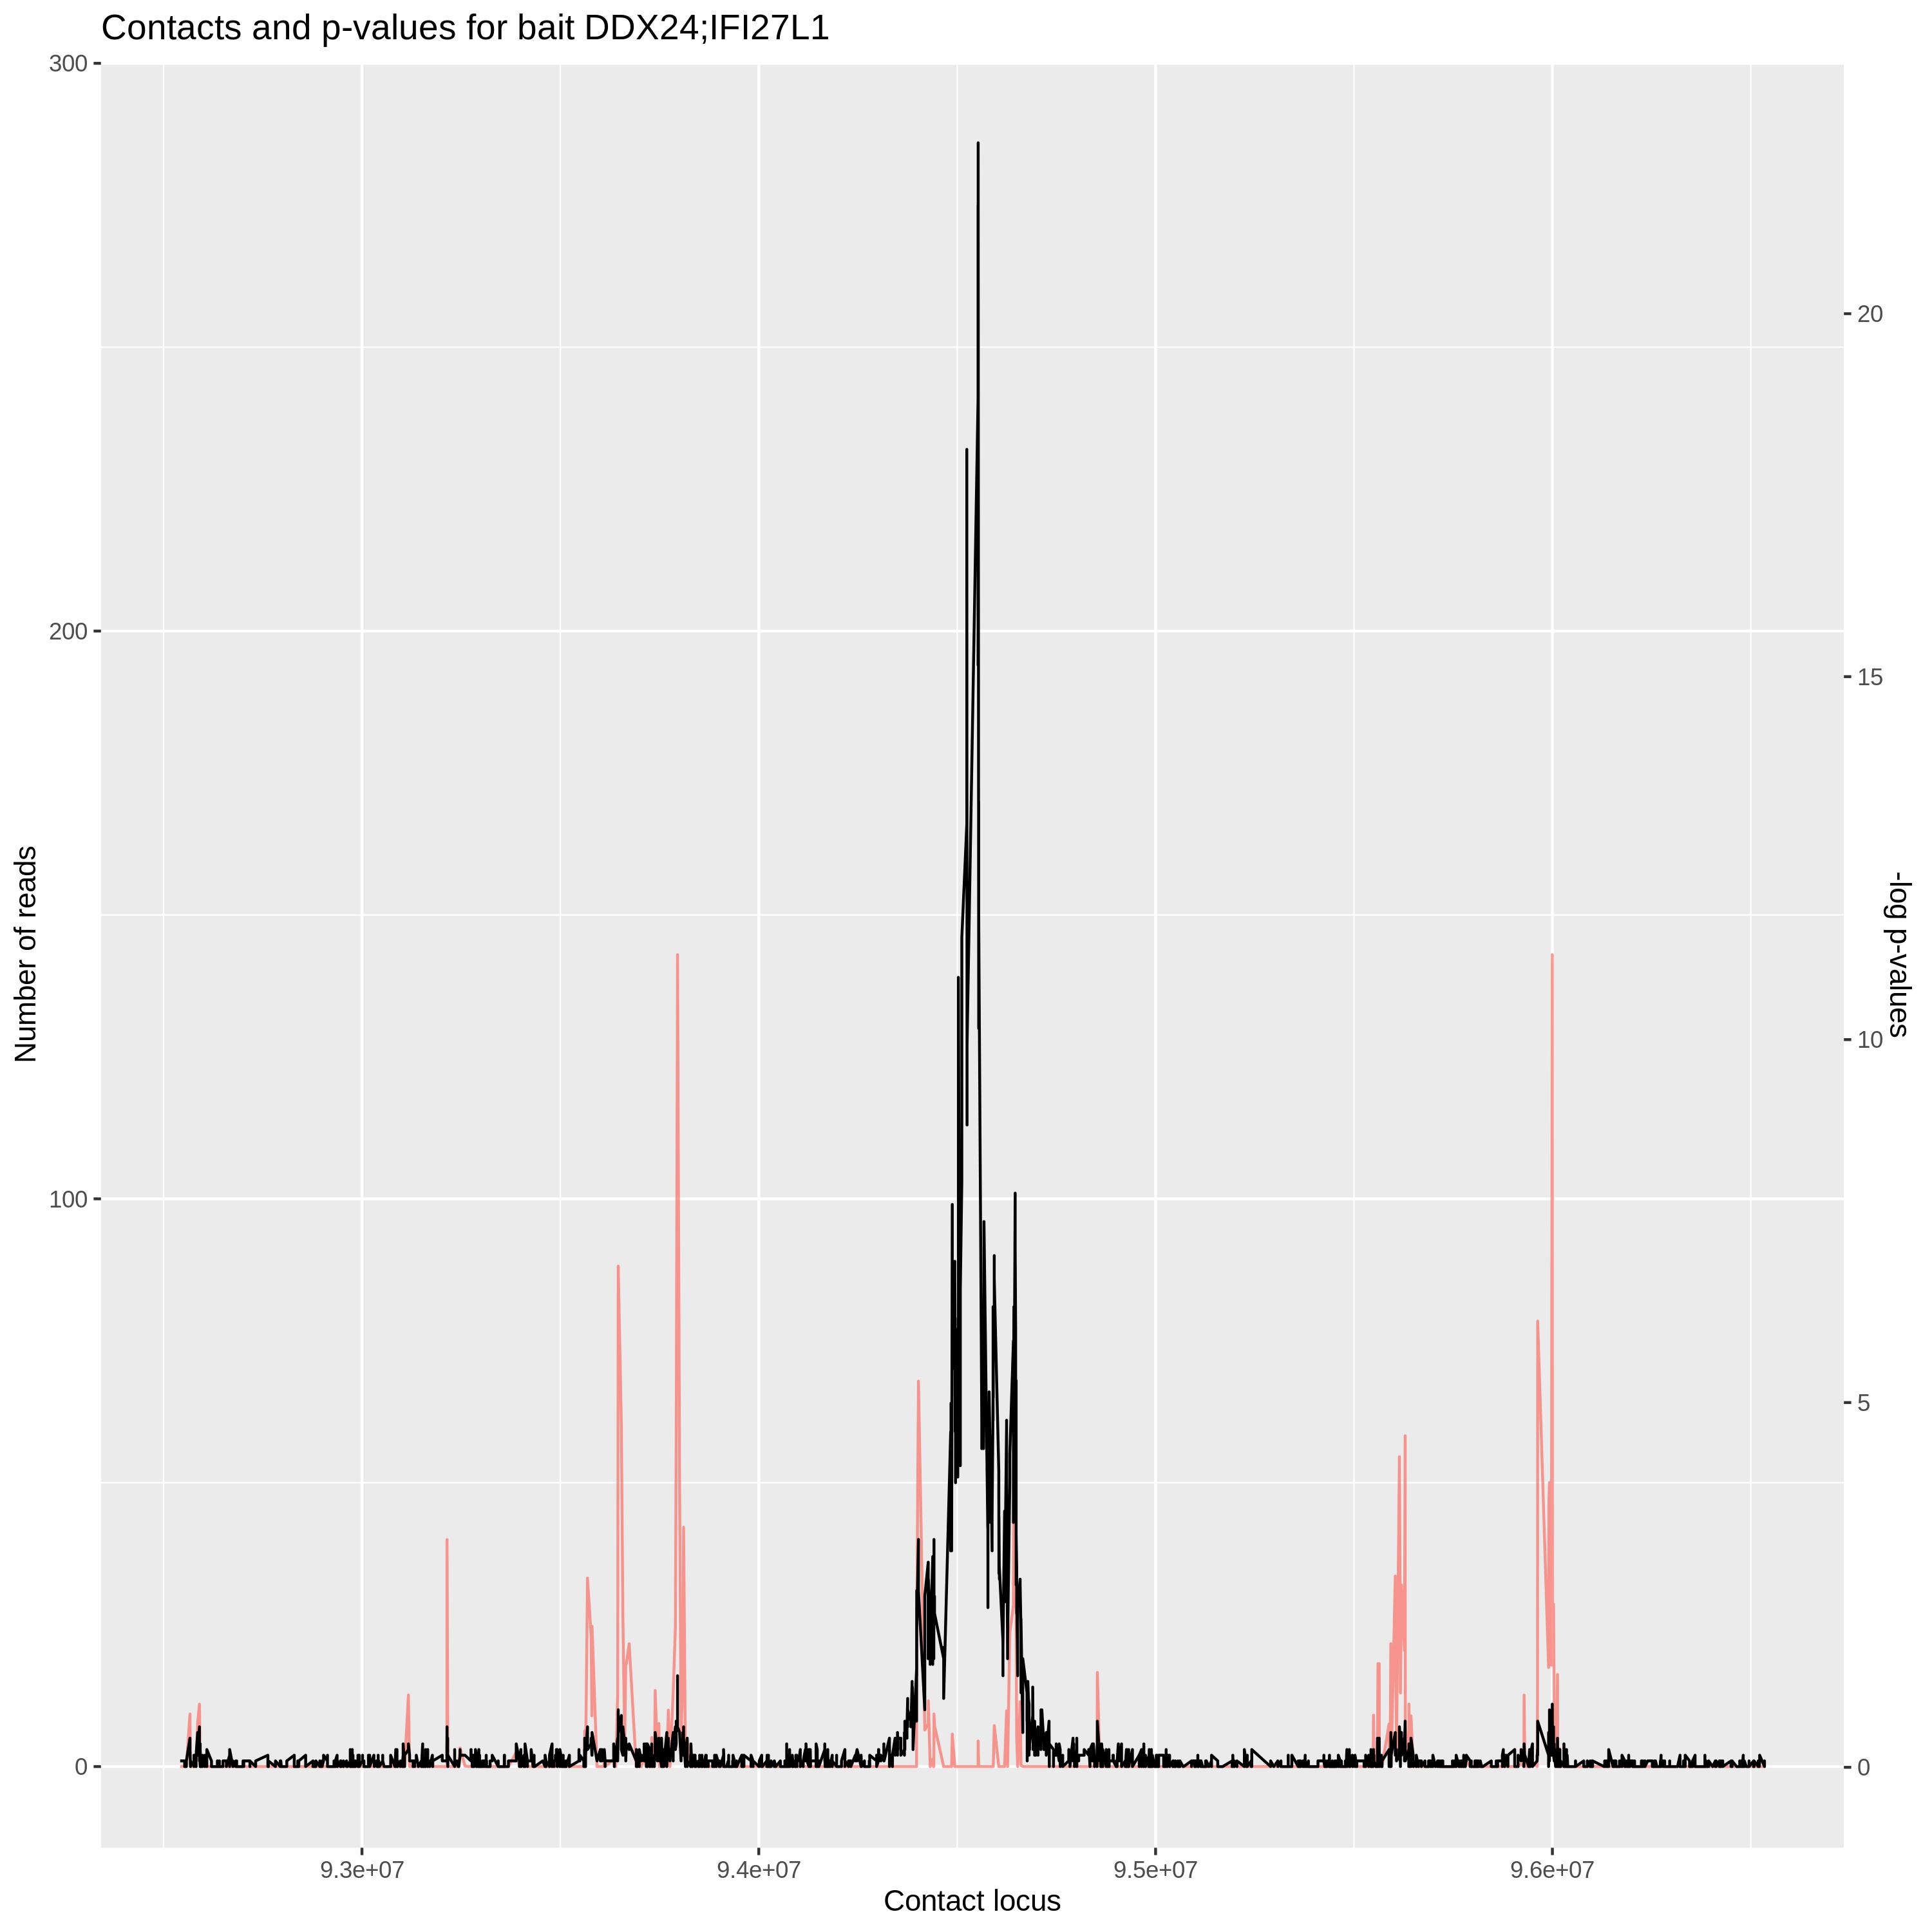 Contacts and p-values for bait DDX24;IFI27L1
300
200
100
0
Number of reads
20
15
10
5
0
-log p-values
9.3e+07
9.4e+07
9.5e+07
9.6e+07
Contact locus